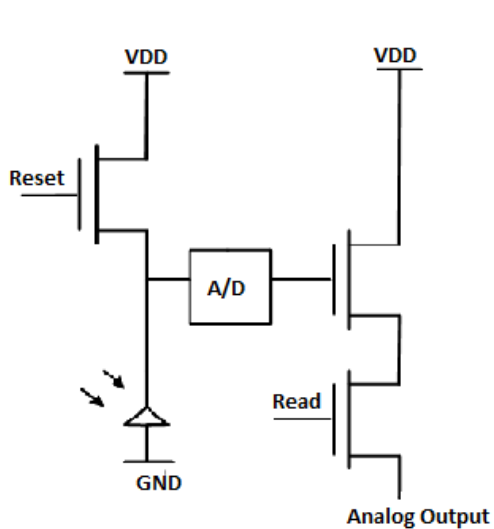 VDD
VDD
Reset
A/D
Read
GND
Analog Output